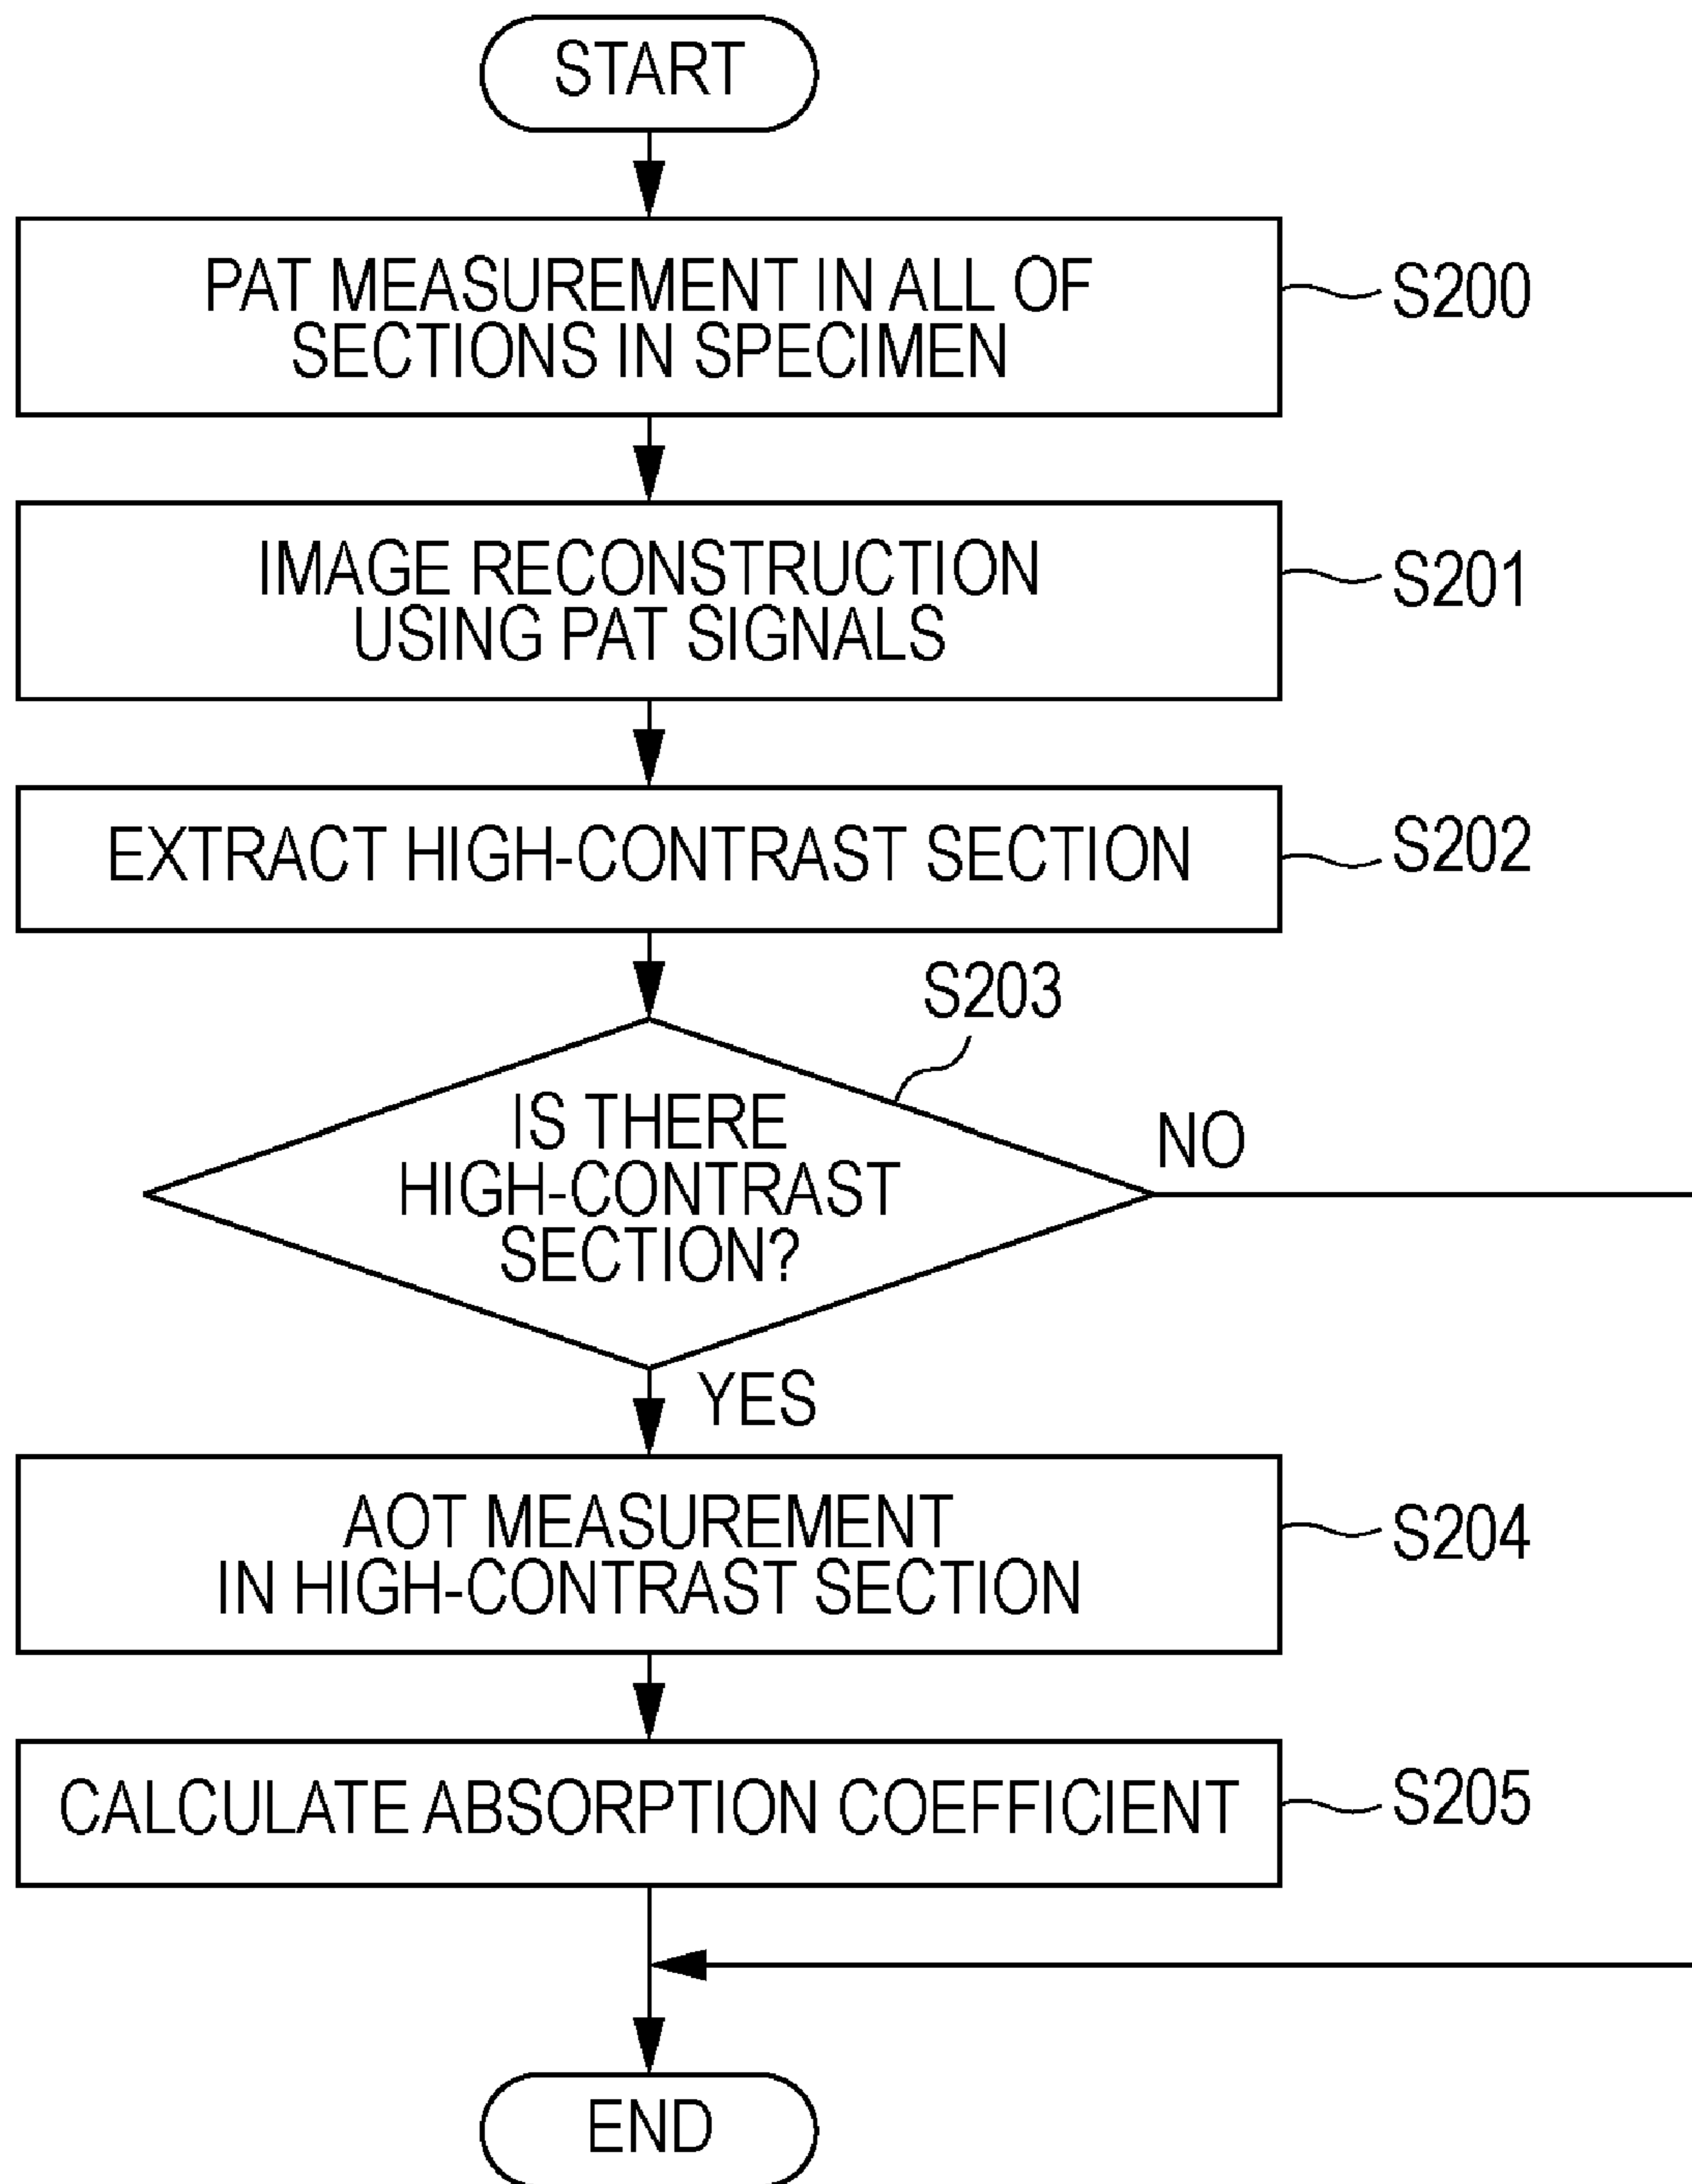 START
PAT MEASUREMENT IN ALL OF
SECTIONS IN SPECIMEN
S200
IMAGE RECONSTRUCTION
USING PAT SIGNALS
S201
EXTRACT HIGH-CONTRAST SECTION
S202
S203
IS THERE
HIGH-CONTRAST
SECTION?
NO
YES
AOT MEASUREMENT
IN HIGH-CONTRAST SECTION
S204
CALCULATE ABSORPTION COEFFICIENT
S205
END